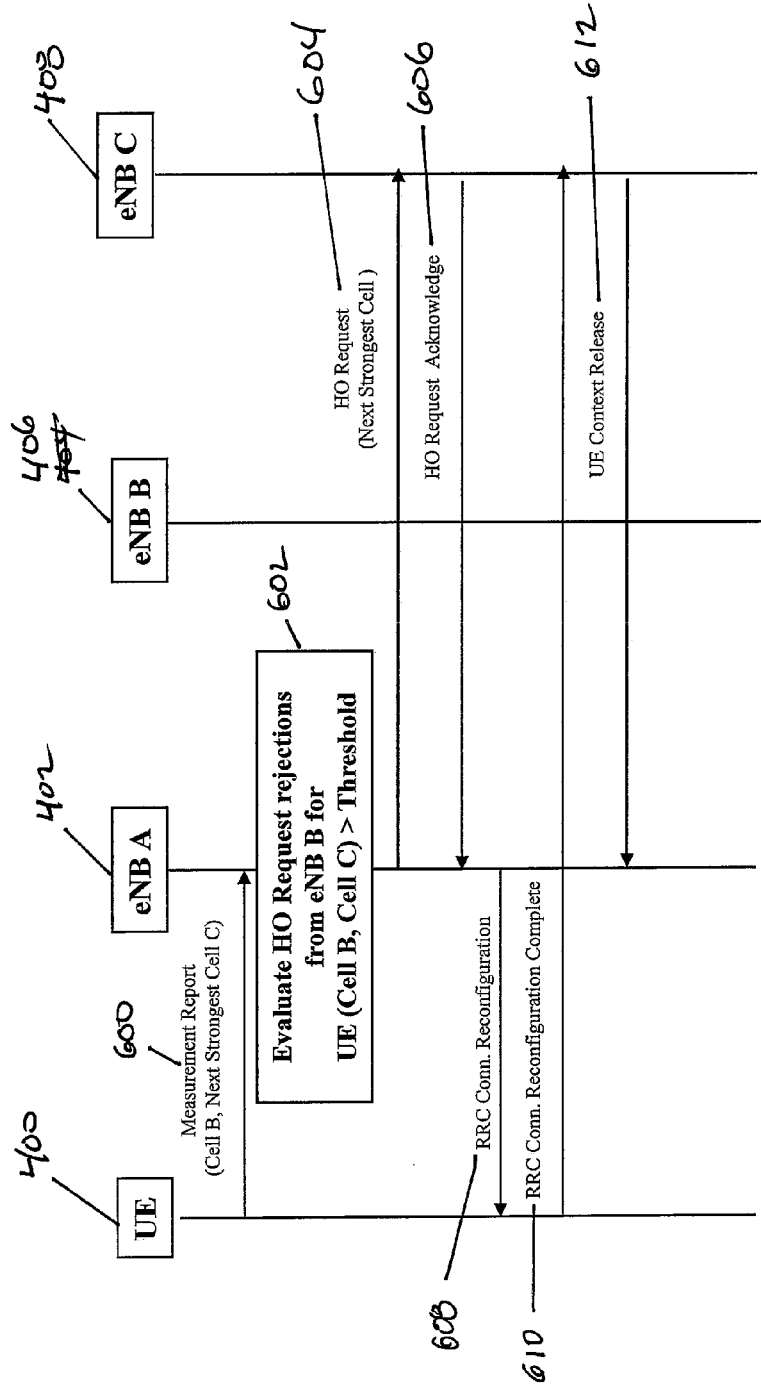 400
UE
402
eNB A
406
404
eNB B
408
eNB C
600
Measurement Report
(Cell B, Next Strongest Cell C)
602
Evaluate HO Request rejections
from eNB B for
UE (Cell B, Cell C) > Threshold
604
HO Request
(Next Strongest Cell )
606
HO Request Acknowledge
608
RRC Conn. Reconfiguration
610
RRC Conn. Reconfiguration Complete
612
UE Context Release